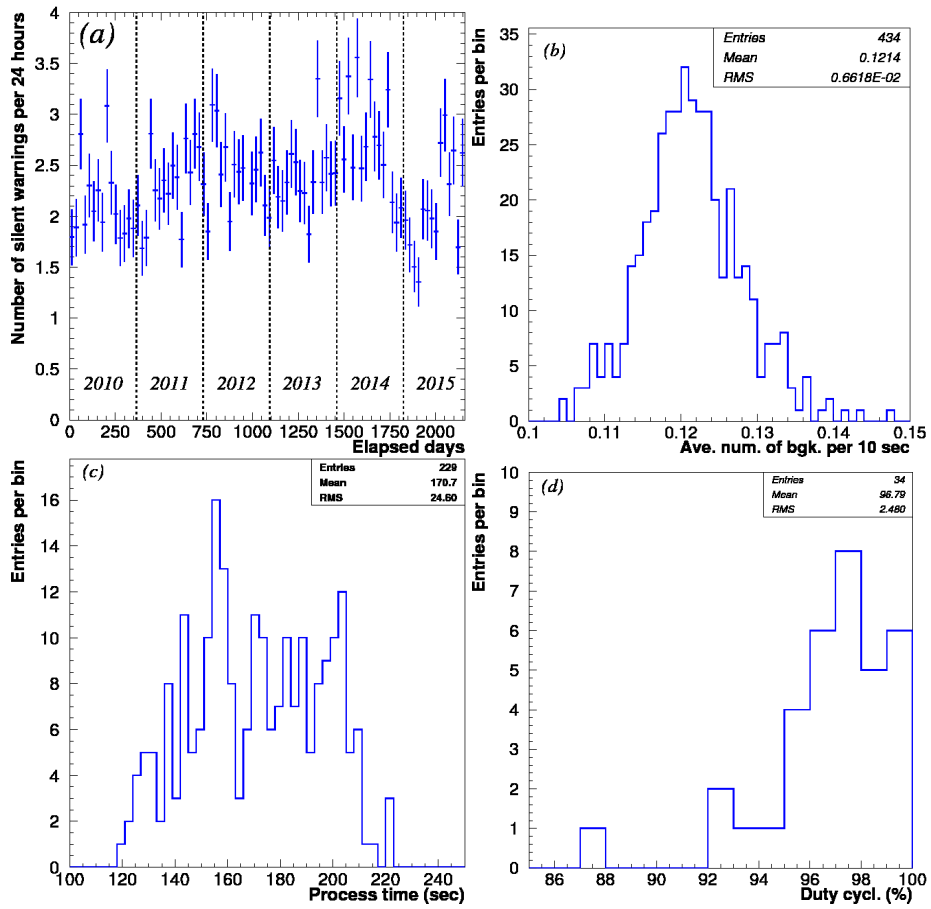 (a)
Number of silent warnings per 24 hours
4
3.5
3
2.5
2
1.5
1
0.5
0
2010 2011 2012 2013 2014 2015
0 250 500 750 1000 1250 1500 1750 2000
Elapsed days
(b)
Entries per bin
35
30
25
20
15
10
5
0
Entries 434
Mean 0.1214
RMS 0.6618E-02
0.1 0.11 0.12 0.13 0.14 0.15
Ave. num. of bgk. per 10 sec
(c)
Entries per bin
16
14
12
10
8
6
4
2
0
Entries 229
Mean 170.7
RMS 24.60
100 120 140 160 180 200 220 240
Process time (sec)
(d)
Entries per bin
10
9
8
7
6
5
4
3
2
1
0
Entries 34
Mean 96.79
RMS 2.480
86 88 90 92 94 96 98 100
Duty cycl. (%)